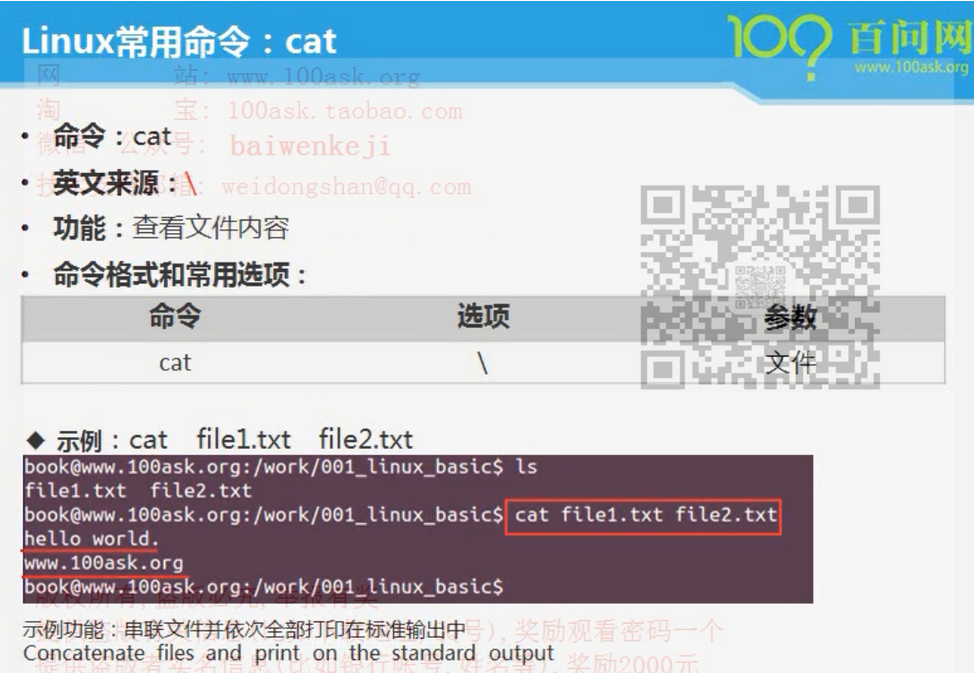 Linux常用命令：cat
100 百问网
www.100ask.org
网 站: www.100ask.org
淘 宝: 100ask.taobao.com
• 命令：cat
微信公众号: baiwenkeji
• 英文来源：\
邮箱: weidongshan@qq.com
• 功能：查看文件内容
• 命令格式和常用选项：
命令 选项 参数
cat \ 文件
◆ 示例：cat file1.txt file2.txt
book@www.100ask.org:/work/001_linux_basic$ ls
file1.txt file2.txt
book@www.100ask.org:/work/001_linux_basic$ cat file1.txt file2.txt
hello world.
www.100ask.org
book@www.100ask.org:/work/001_linux_basic$
版权所有,盗版必究,举报有奖
示例功能：串联文件并依次全部打印在标准输出中
号),奖励观看密码一个
Concatenate files and print on the standard output
提供盗版者实名信息(比如银行帐号,姓名等),奖励2000元